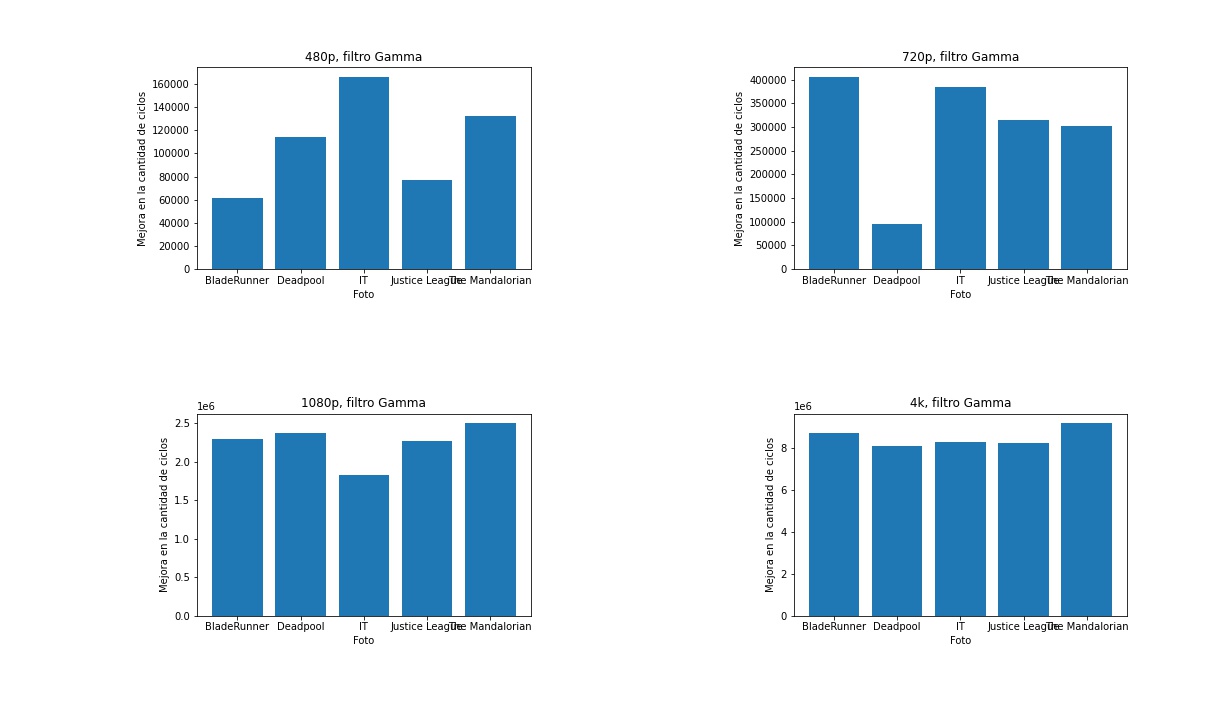 480p, filtro Gamma
Mejora en la cantidad de ciclos
160000
140000
120000
100000
80000
60000
40000
20000
0
BladeRunner Deadpool IT Justice League The Mandalorian
Foto
720p, filtro Gamma
Mejora en la cantidad de ciclos
400000
350000
300000
250000
200000
150000
100000
50000
0
BladeRunner Deadpool IT Justice League The Mandalorian
Foto
1080p, filtro Gamma
1e6
Mejora en la cantidad de ciclos
2.5
2.0
1.5
1.0
0.5
0.0
BladeRunner Deadpool IT Justice League The Mandalorian
Foto
4k, filtro Gamma
1e6
Mejora en la cantidad de ciclos
8
6
4
2
0
BladeRunner Deadpool IT Justice League The Mandalorian
Foto